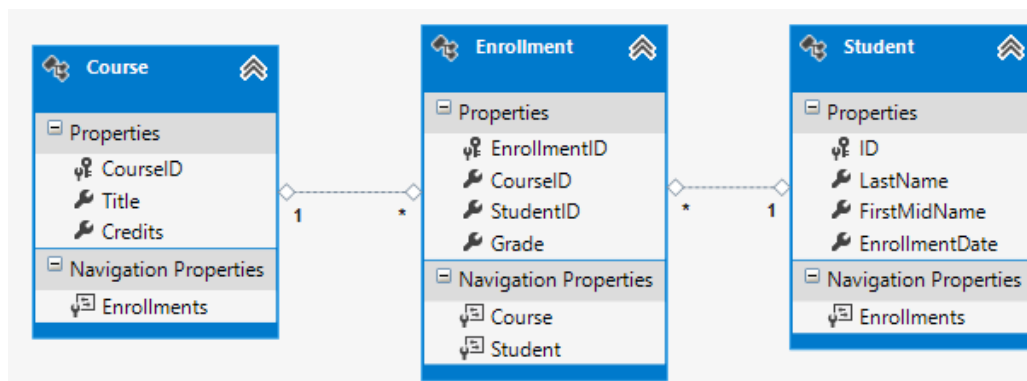 Course
Properties
CourseID
Title
Credits
Navigation Properties
Enrollments
1
*
Enrollment
Properties
EnrollmentID
CourseID
StudentID
Grade
Navigation Properties
Course
Student
*
1
Student
Properties
ID
LastName
FirstMidName
EnrollmentDate
Navigation Properties
Enrollments